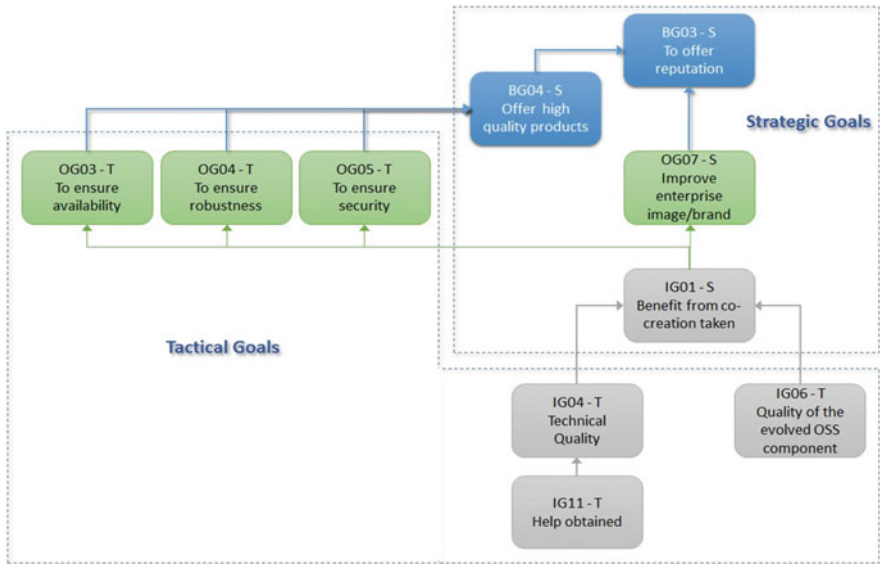 BG03 - S
To offer
reputation
BG04 - S
Offer high
quality products
Strategic Goals
OG03 - T
To ensure
availability
OG04 - T
To ensure
robustness
OG05 - T
To ensure
security
OG07 - S
Improve
enterprise
image/brand
IG01 - S
Benefit from co-
creation taken
Tactical Goals
IG04 - T
Technical
Quality
IG06 - T
Quality of the
evolved OSS
component
IG11 - T
Help obtained